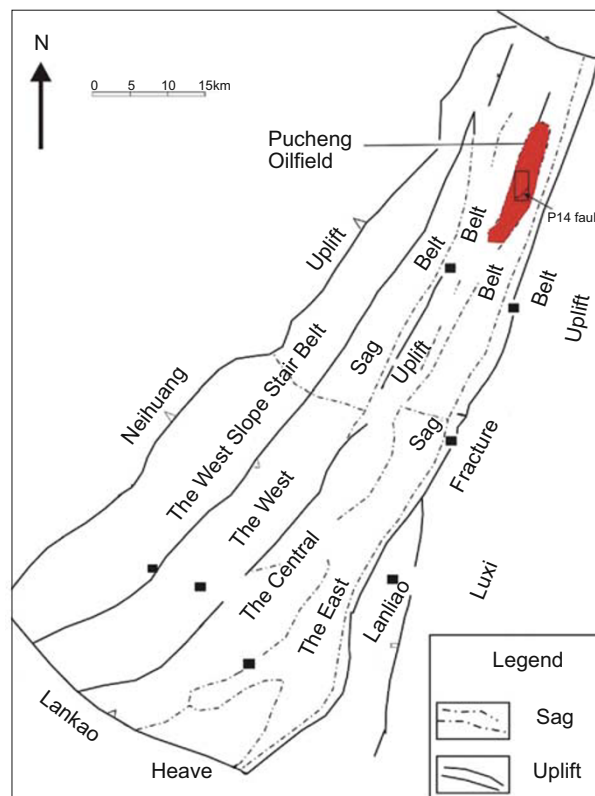 N
0 5 10 15km
Pucheng
Oilfield
P14 faul
Neihuang Uplift
The West Slope Stair Belt
The West Sag Belt
The Central Uplift Belt
The East Sag Belt
Lanliao Fracture Belt
Luxi Uplift
Lankao Heave
Legend
Sag
Uplift